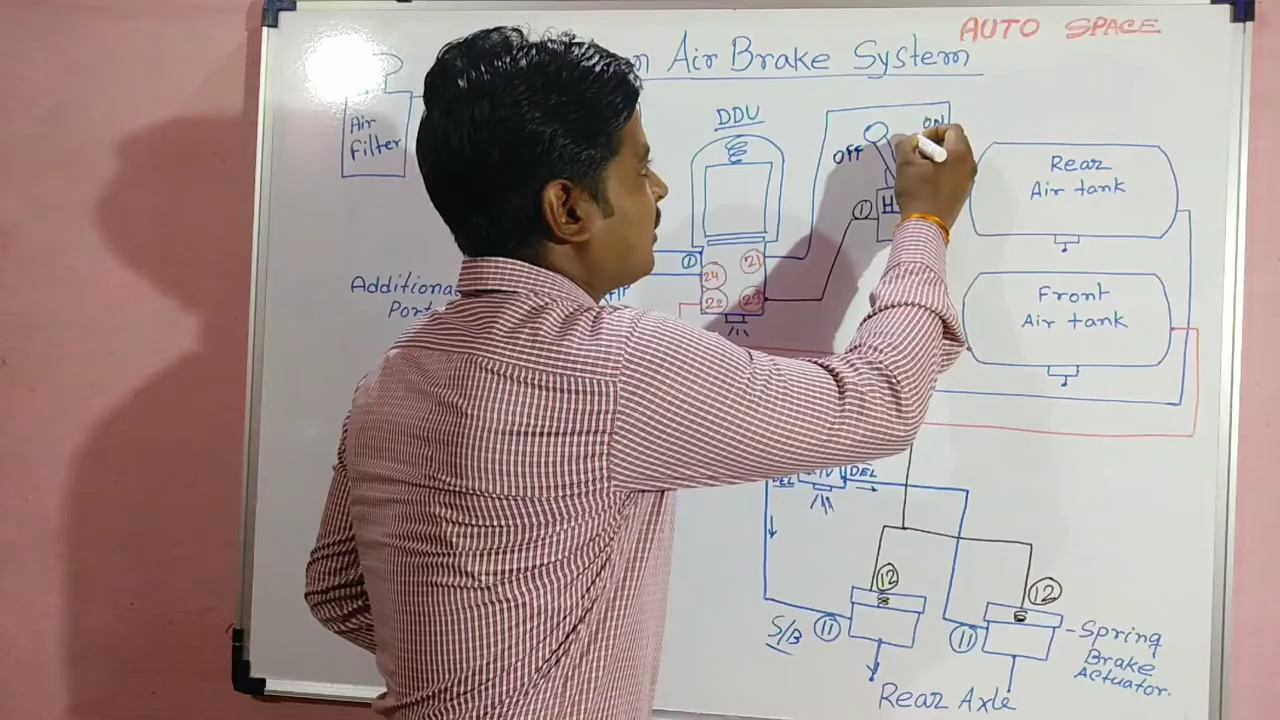 AUTO SPACE
Air Brake System
Air
Filter
DDU
OFF
ON
Rear
Air tank
1
H
1
21
24
22
23
Additiona
Port
Front
Air tank
DEL
DEL
12
12
S/B
11
11
-Spring
Brake
Actuator.
Rear Axle